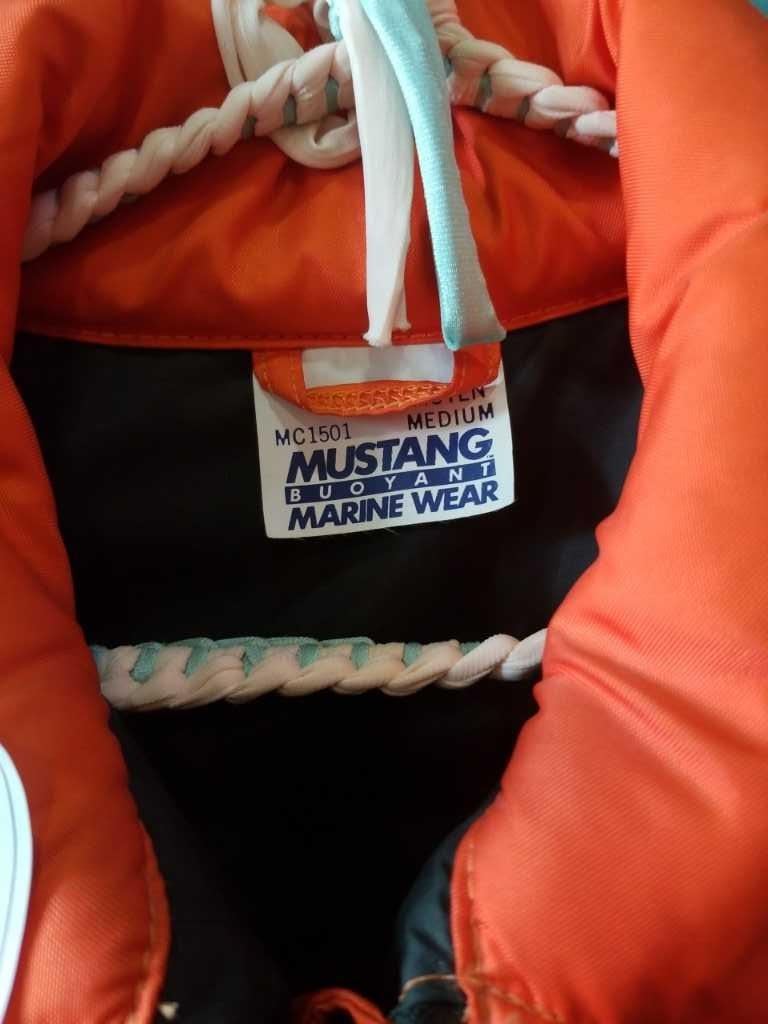 MC1501 MEDIUM
MUSTANG
BUOYANT
MARINE WEAR